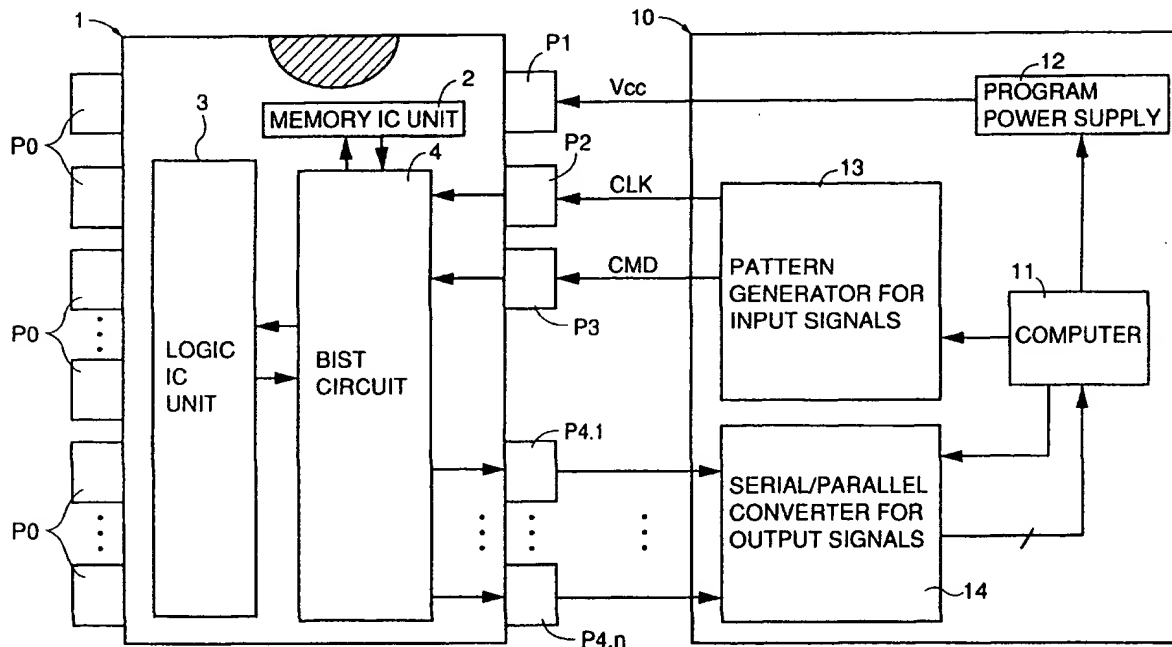 1
10
P1
12
2
Vcc
PROGRAM
POWER SUPPLY
3
MEMORY IC UNIT
P0
P2
4
13
CLK
CMD
PATTERN
GENERATOR FOR
INPUT SIGNALS
11
COMPUTER
P3
P0
LOGIC
IC
UNIT
BIST
CIRCUIT
P4.1
SERIAL/PARALLEL
CONVERTER FOR
OUTPUT SIGNALS
P0
14
P4.n